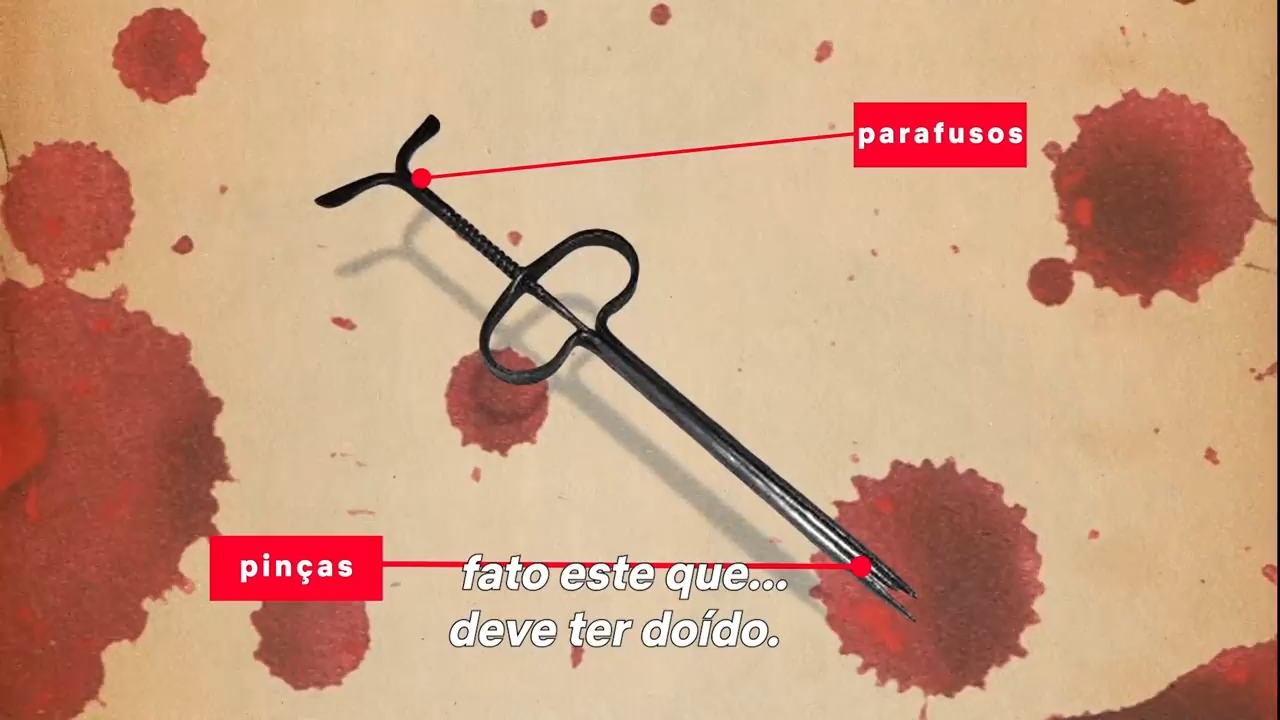 parafusos
pinças
fato este que...
deve ter doído.